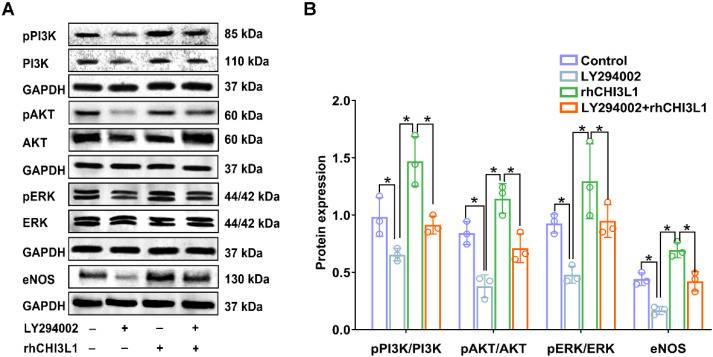 A
pPI3K 85 kDa
PI3K 110 kDa
GAPDH 37 kDa
pAKT 60 kDa
AKT 60 kDa
GAPDH 37 kDa
pERK 44/42 kDa
ERK 44/42 kDa
GAPDH 37 kDa
eNOS 130 kDa
GAPDH 37 kDa
LY294002 – + – +
rhCHI3L1 – – + +
B
Control
LY294002
rhCHI3L1
LY294002+rhCHI3L1
Protein expression
2.0
1.5
1.0
0.5
0.0
* * * * * * * * * * * *
pPI3K/PI3K pAKT/AKT pERK/ERK eNOS